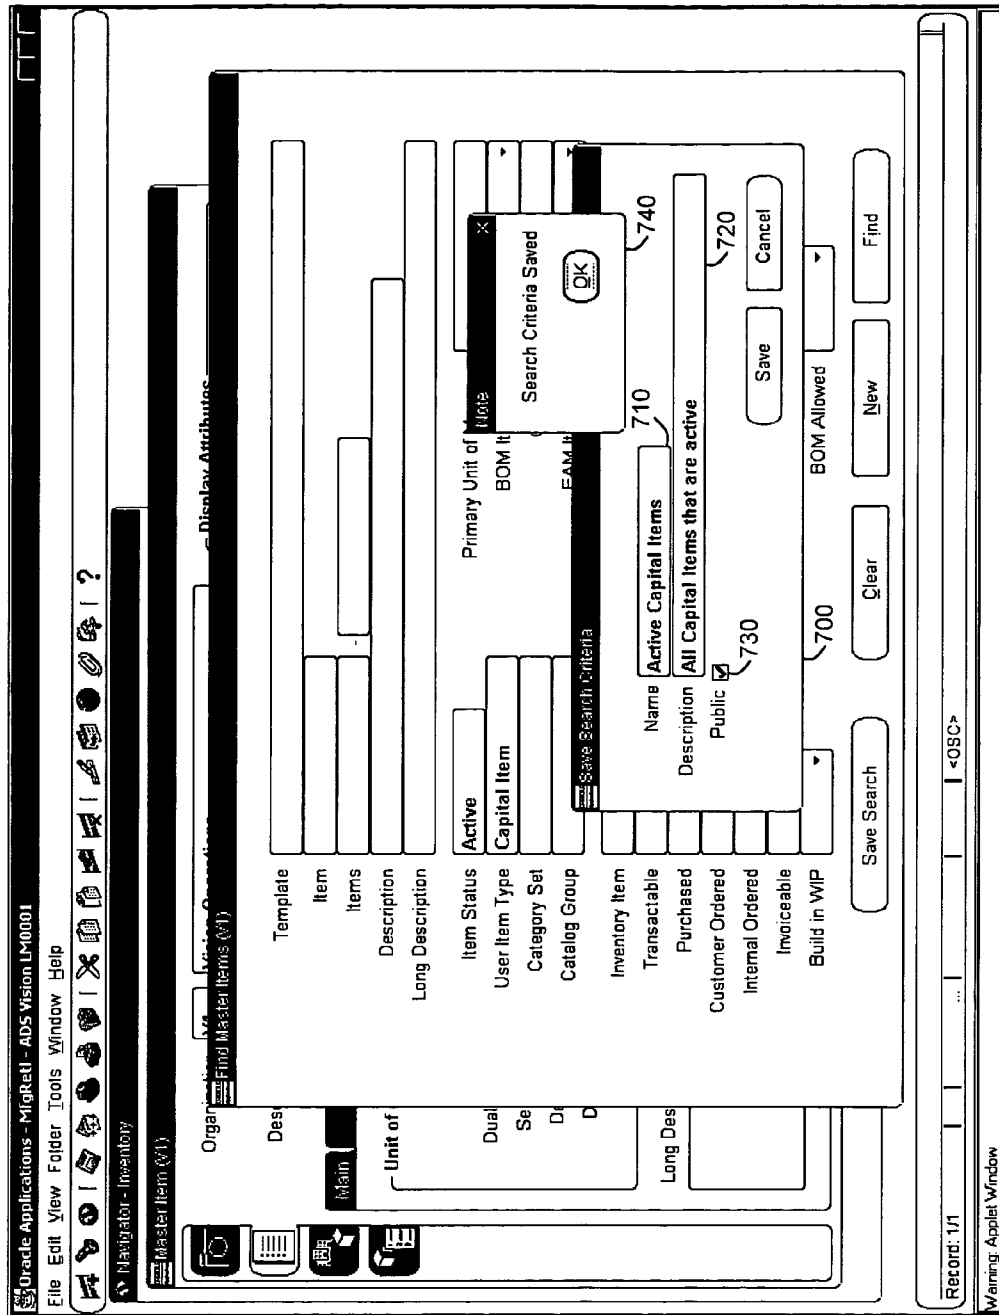 Oracle Applications - MfgRetl - ADS Vision LM0001
File Edit View Folder Tools Window Help
Navigator - Inventory
Master Item (V1)
Display Attributes
Find Master Items (V1)
Main
Unit of
Dual
Se
De
D
Long Des
Template
Item
Items
-
Description
Long Description
Item Status Active
Primary Unit of
User Item Type Capital Item
BOM It
Category Set
Catalog Group
EAM It
Note X
Search Criteria Saved
OK
740
Save Search Criteria
710
Name Active Capital Items
Description All Capital Items that are active
720
Public
730
Save Cancel
700
Inventory Item
Transactable
Purchased
Customer Ordered
Internal Ordered
Invoiceable
Build in WIP
BOM Allowed
Save Search Clear New Find
Record: 1/1 ... <OSC>
Warning: Applet Window